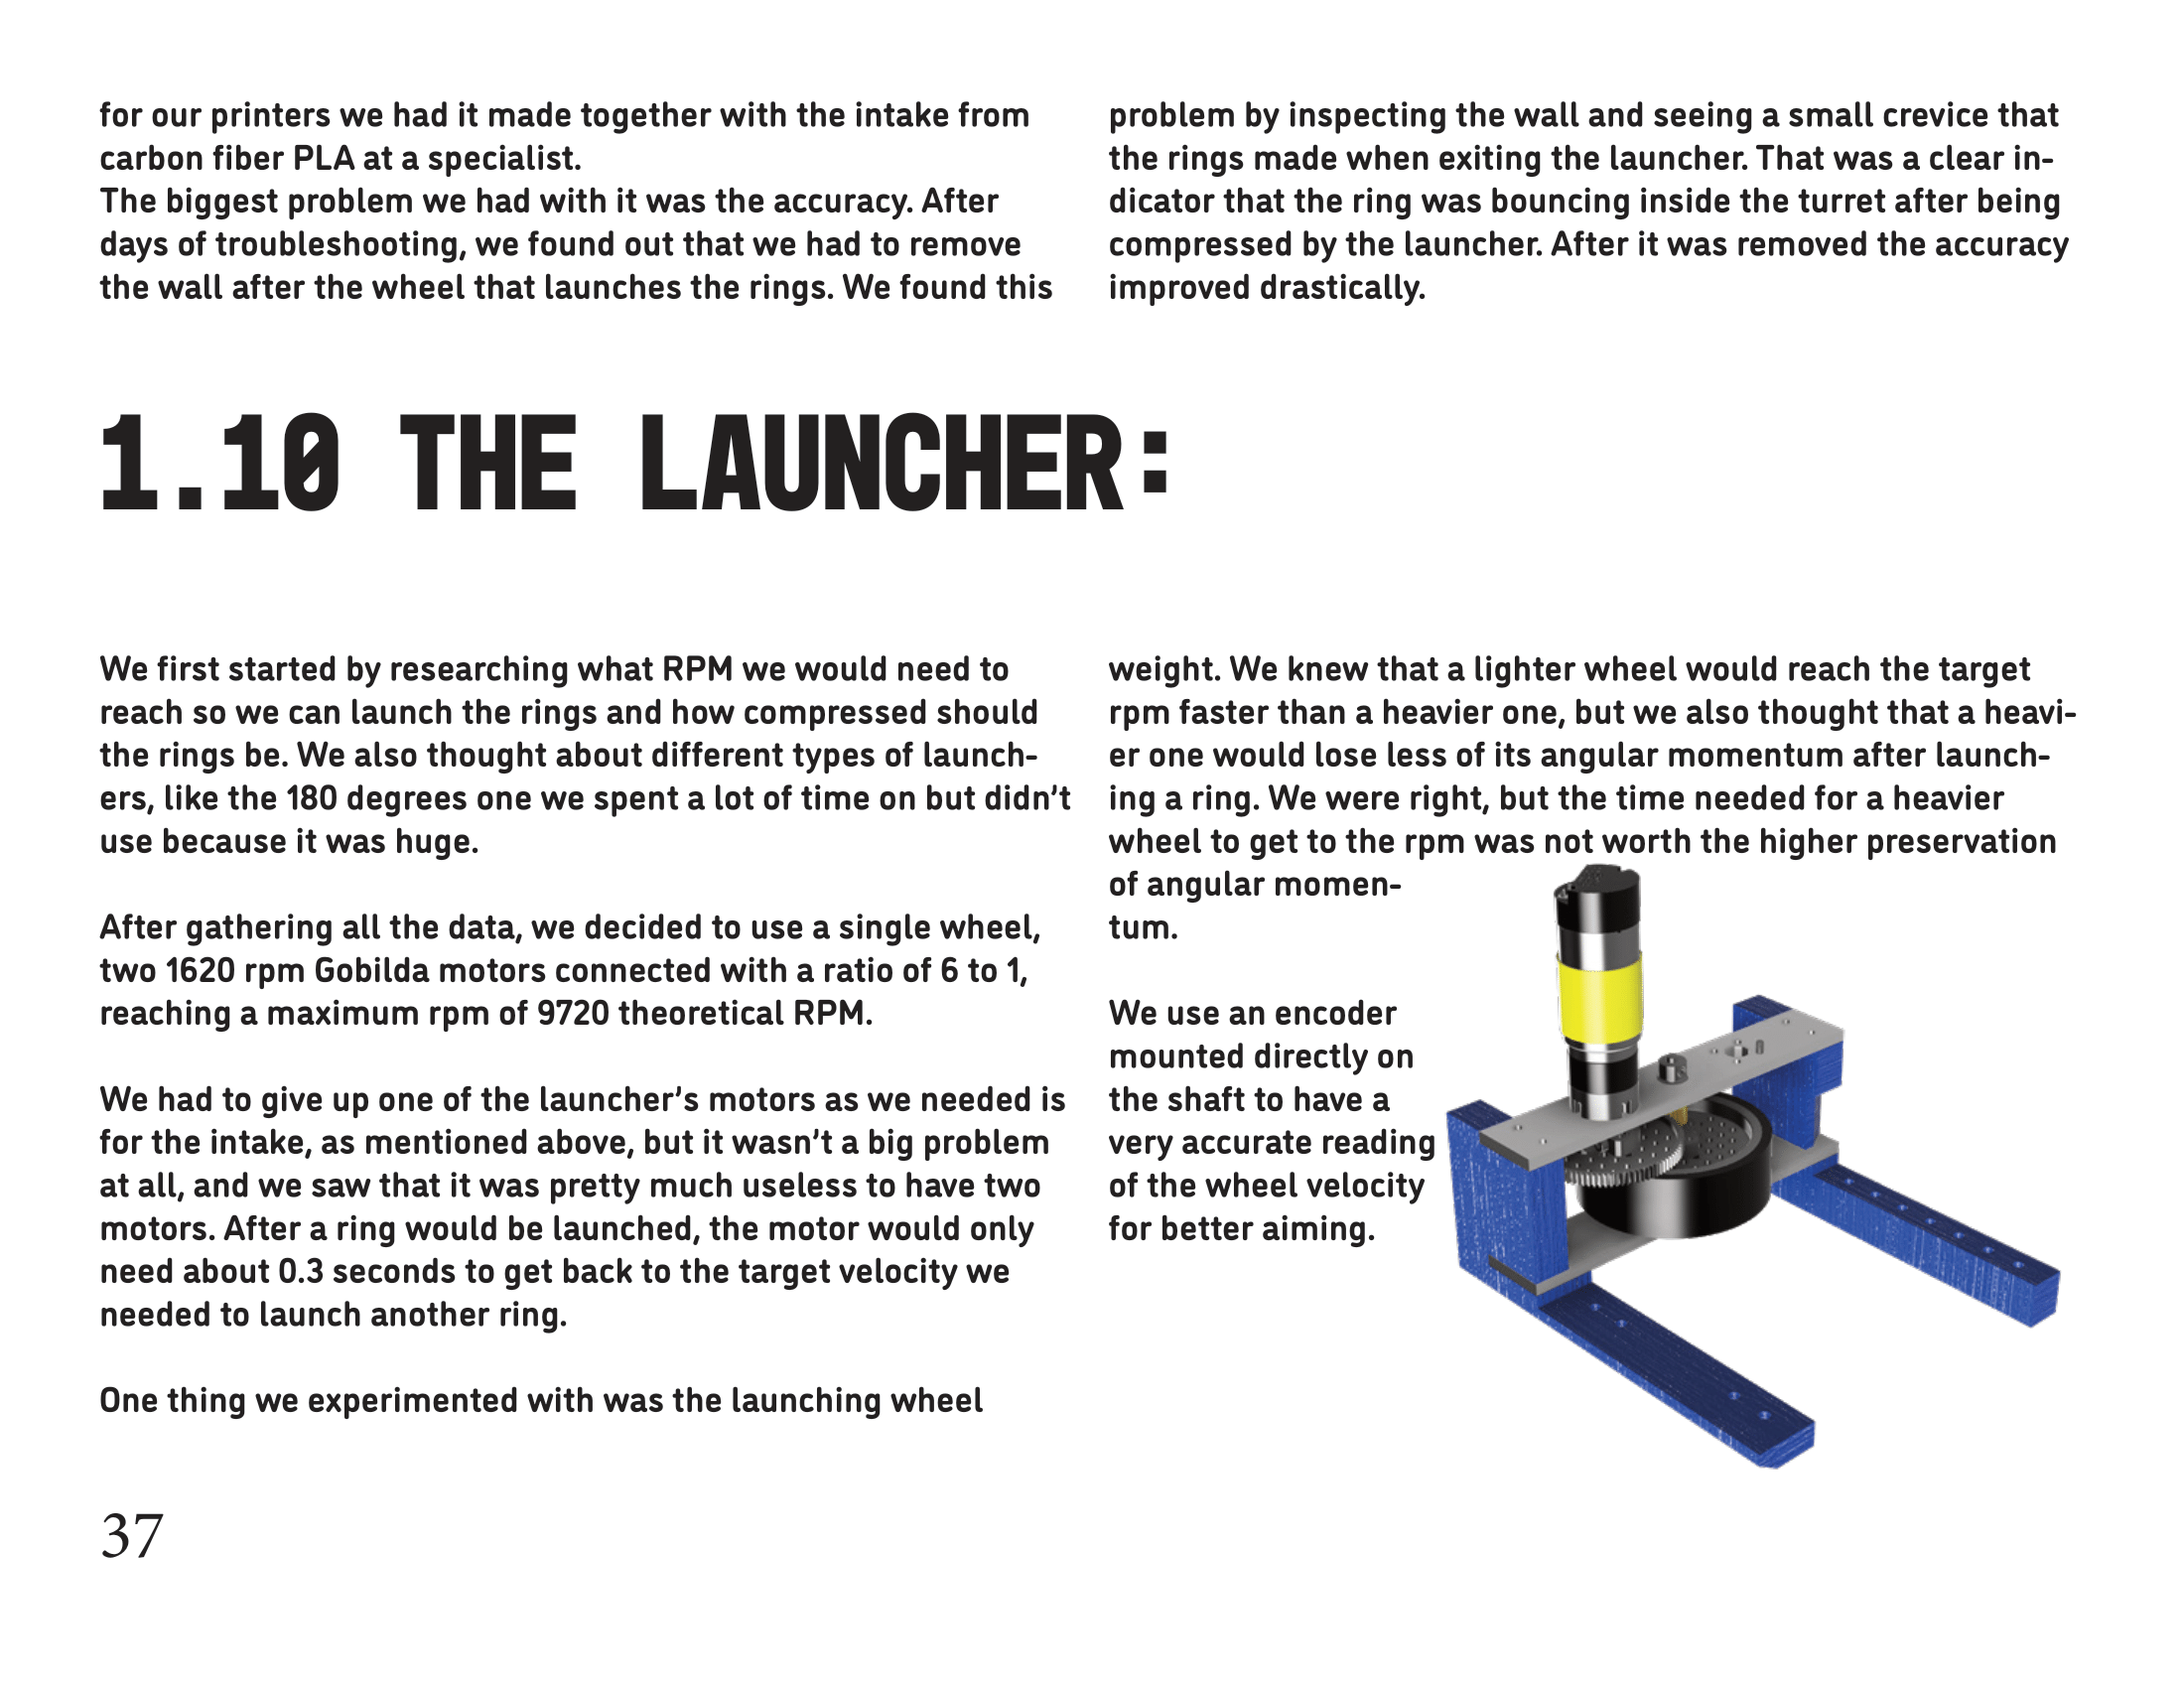 for our printers we had it made together with the intake from
carbon fiber PLA at a specialist.
The biggest problem we had with it was the accuracy. After
days of troubleshooting, we found out that we had to remove
the wall after the wheel that launches the rings. We found this
problem by inspecting the wall and seeing a small crevice that
the rings made when exiting the launcher. That was a clear in-
dicator that the ring was bouncing inside the turret after being
compressed by the launcher. After it was removed the accuracy
improved drastically.
1.10 THE LAUNCHER:
We first started by researching what RPM we would need to
reach so we can launch the rings and how compressed should
the rings be. We also thought about different types of launch-
ers, like the 180 degrees one we spent a lot of time on but didn't
use because it was huge.
After gathering all the data, we decided to use a single wheel,
two 1620 rpm Gobilda motors connected with a ratio of 6 to 1,
reaching a maximum rpm of 9720 theoretical RPM.
We had to give up one of the launcher's motors as we needed is
for the intake, as mentioned above, but it wasn't a big problem
at all, and we saw that it was pretty much useless to have two
motors. After a ring would be launched, the motor would only
need about 0.3 seconds to get back to the target velocity we
needed to launch another ring.
One thing we experimented with was the launching wheel
weight. We knew that a lighter wheel would reach the target
rpm faster than a heavier one, but we also thought that a heavi-
er one would lose less of its angular momentum after launch-
ing a ring. We were right, but the time needed for a heavier
wheel to get to the rpm was not worth the higher preservation
of angular momen-
tum.
We use an encoder
mounted directly on
the shaft to have a
very accurate reading
of the wheel velocity
for better aiming.
37